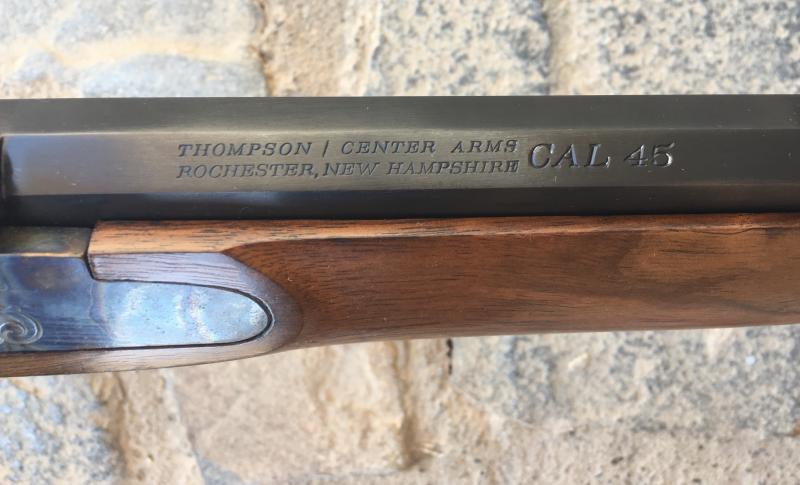 THOMPSON / CENTER ARMS
ROCHESTER, NEW HAMPSHIRE
CAL 45